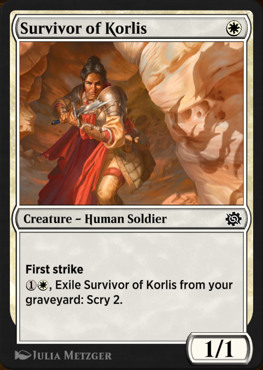 Survivor of Korlis
Creature – Human Soldier
First strike
1, Exile Survivor of Korlis from your
graveyard: Scry 2.
Julia Metzger
1/1